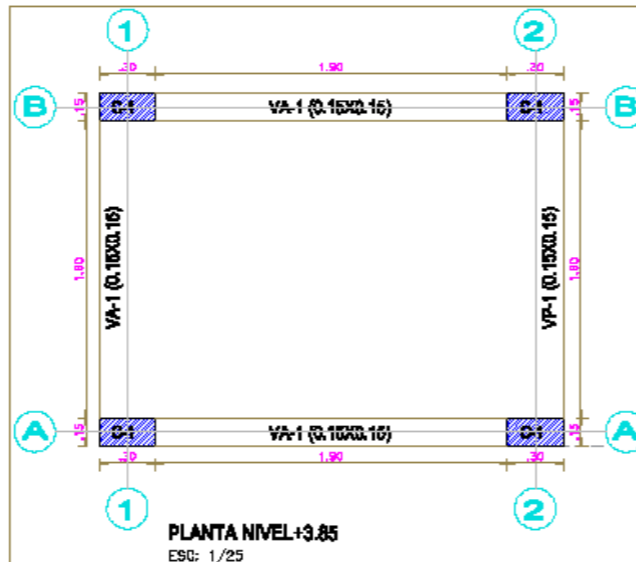 1
2
.30
1.90
.30
B
.15
C-1
VA-1 (0.15X0.15)
C-1
.15
B
1.80
VA-1 (0.15X0.15)
VP-1 (0.15X0.15)
1.80
A
.15
C-1
VA-1 (0.15X0.15)
C-1
.15
A
.30
1.90
.30
1
2
PLANTA NIVEL+3.85
ESC: 1/25